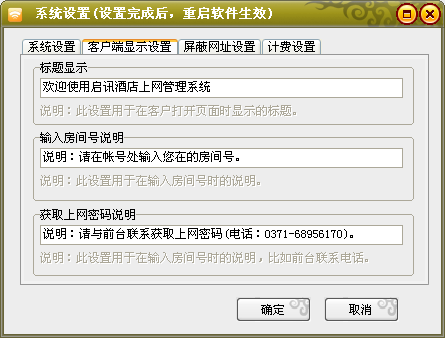 系统设置(设置完成后，重启软件生效)
系统设置 客户端显示设置 屏蔽网址设置 计费设置
标题显示
欢迎使用启讯酒店上网管理系统
说明：此设置用于在客户打开页面时显示的标题。
输入房间号说明
说明：请在帐号处输入您在的房间号。
说明：此设置用于在输入房间号时的说明。
获取上网密码说明
说明：请与前台联系获取上网密码(电话：0371-68956170)。
说明：此设置用于在输入房间号时的说明，比如前台联系电话。
确定 取消